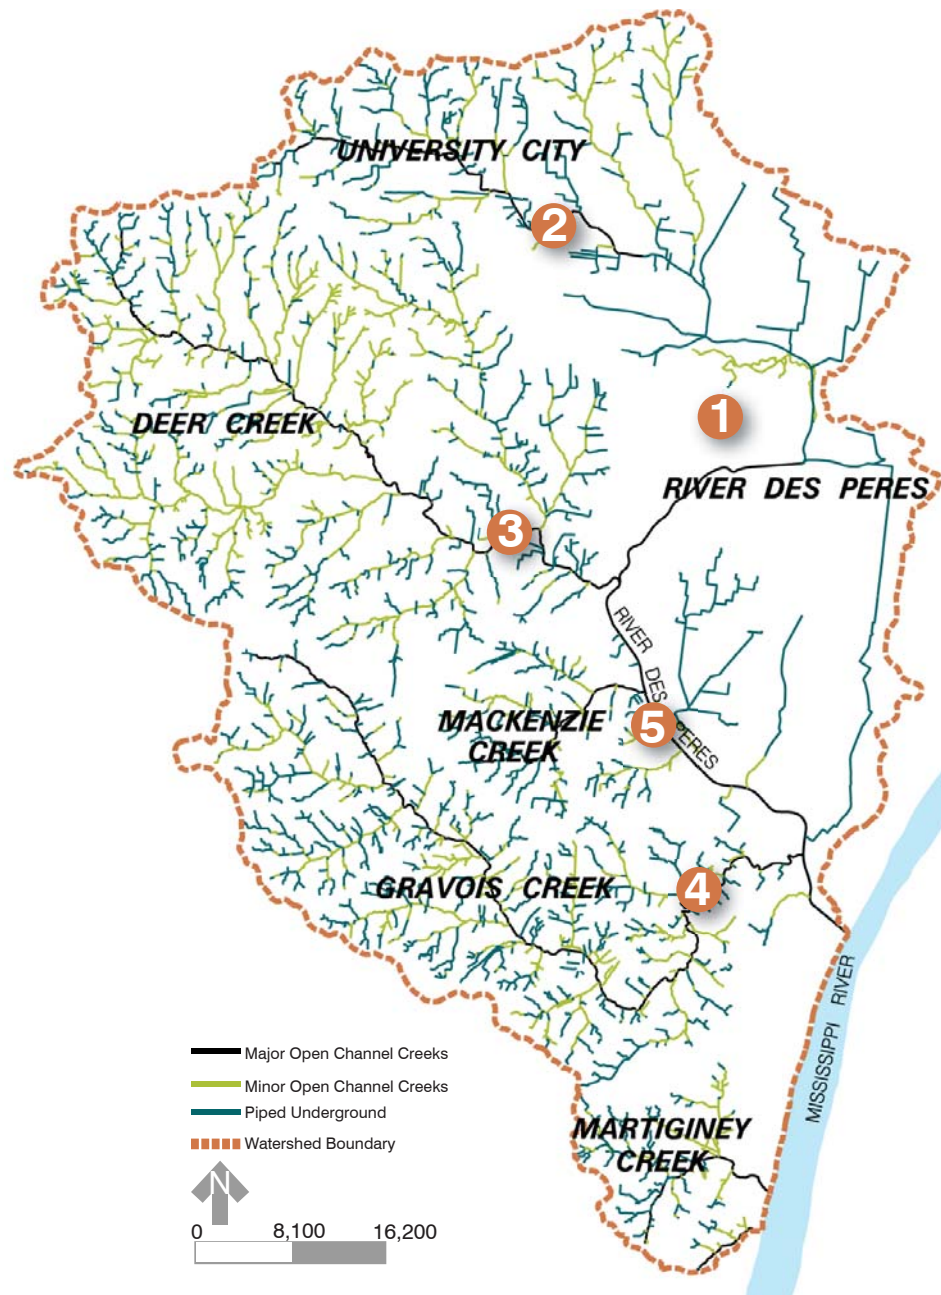 UNIVERSITY CITY
2
1
DEER CREEK
RIVER DES PERES
3
RIVER DES PERES
MACKENZIE
CREEK
5
GRAVOIS CREEK
4
MISSISSIPPI RIVER
Major Open Channel Creeks
Minor Open Channel Creeks
Piped Underground
Watershed Boundary
MARTIGINEY
CREEK
N
0 8,100 16,200